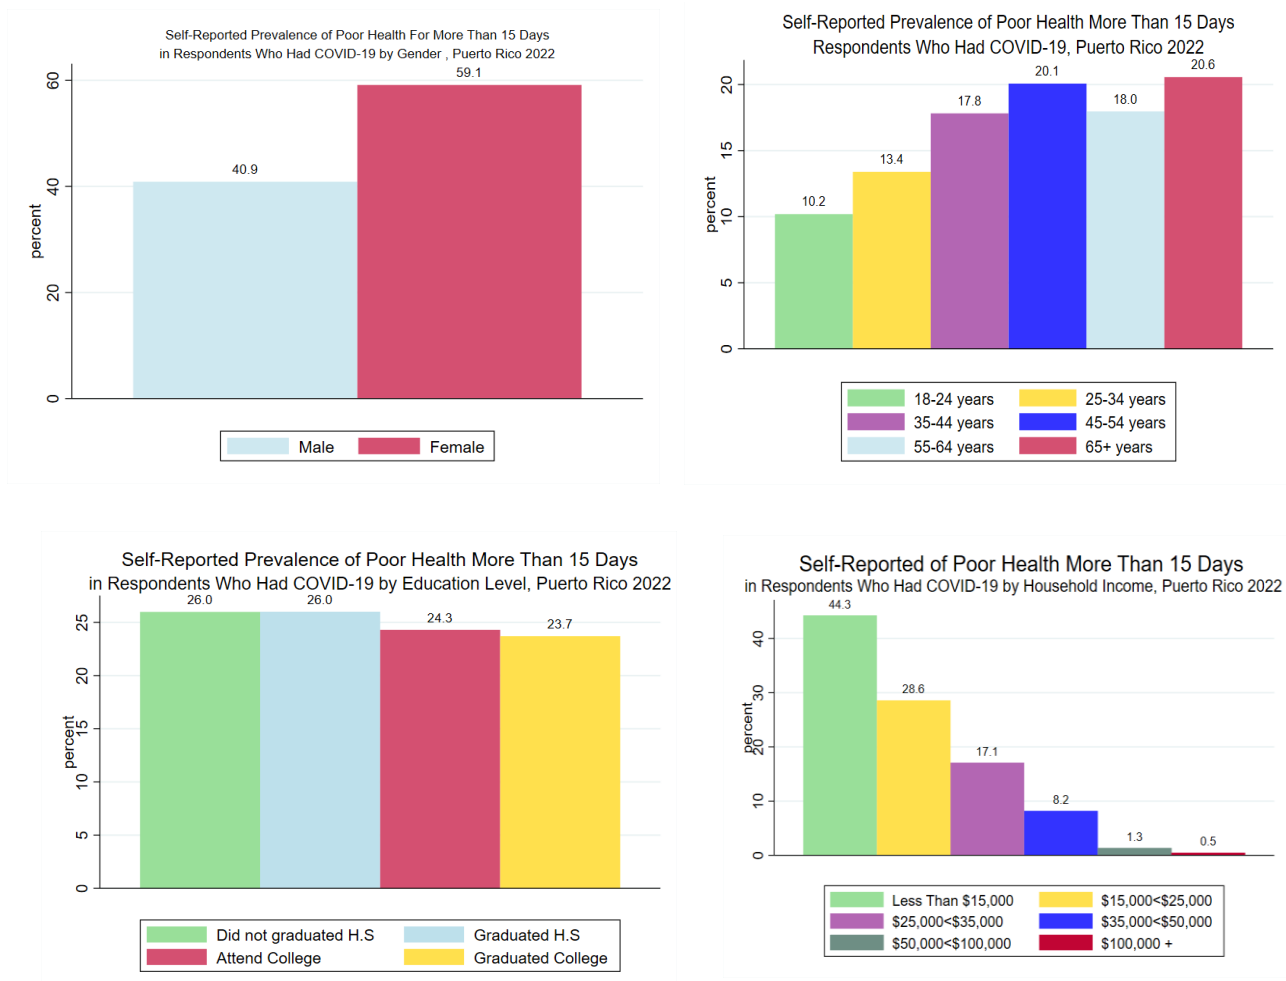 Self-Reported Prevalence of Poor Health For More Than 15 Days
in Respondents Who Had COVID-19 by Gender , Puerto Rico 2022
percent
60
40
20
0
40.9
59.1
Male Female
Self-Reported Prevalence of Poor Health More Than 15 Days
Respondents Who Had COVID-19, Puerto Rico 2022
percent
20
15
10
5
0
10.2
13.4
17.8
20.1
18.0
20.6
18-24 years 25-34 years
35-44 years 45-54 years
55-64 years 65+ years
Self-Reported Prevalence of Poor Health More Than 15 Days
in Respondents Who Had COVID-19 by Education Level, Puerto Rico 2022
percent
25
20
15
10
5
0
26.0
26.0
24.3
23.7
Did not graduated H.S Graduated H.S
Attend College Graduated College
Self-Reported of Poor Health More Than 15 Days
in Respondents Who Had COVID-19 by Household Income, Puerto Rico 2022
percent
40
30
20
10
0
44.3
28.6
17.1
8.2
1.3
0.5
Less Than $15,000 $15,000<$25,000
$25,000<$35,000 $35,000<$50,000
$50,000<$100,000 $100,000 +